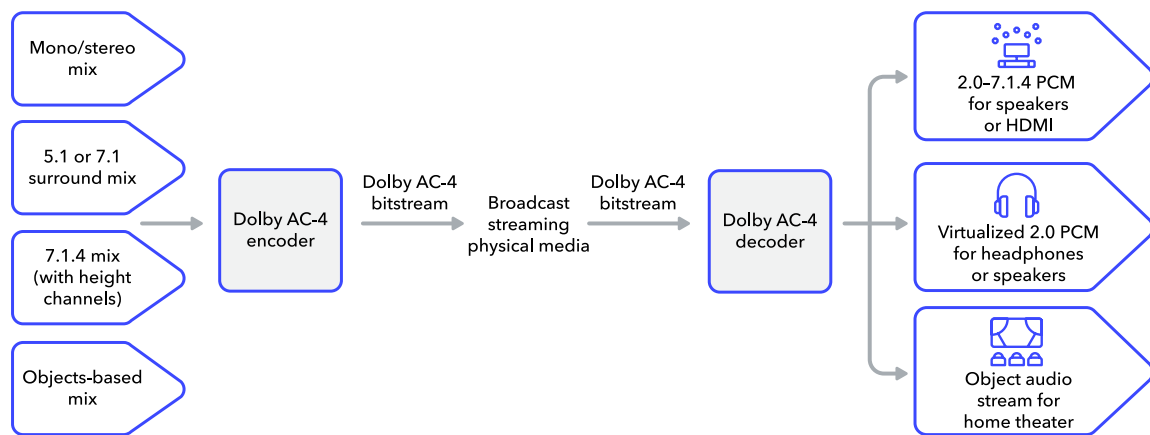 Mono/stereo
mix
5.1 or 7.1
surround mix
7.1.4 mix
(with height
channels)
Objects-based
mix
Dolby AC-4
encoder
Dolby AC-4
bitstream
Broadcast
streaming
physical media
Dolby AC-4
bitstream
Dolby AC-4
decoder
2.0–7.1.4 PCM
for speakers
or HDMI
Virtualized 2.0 PCM
for headphones
or speakers
Object audio
stream for
home theater